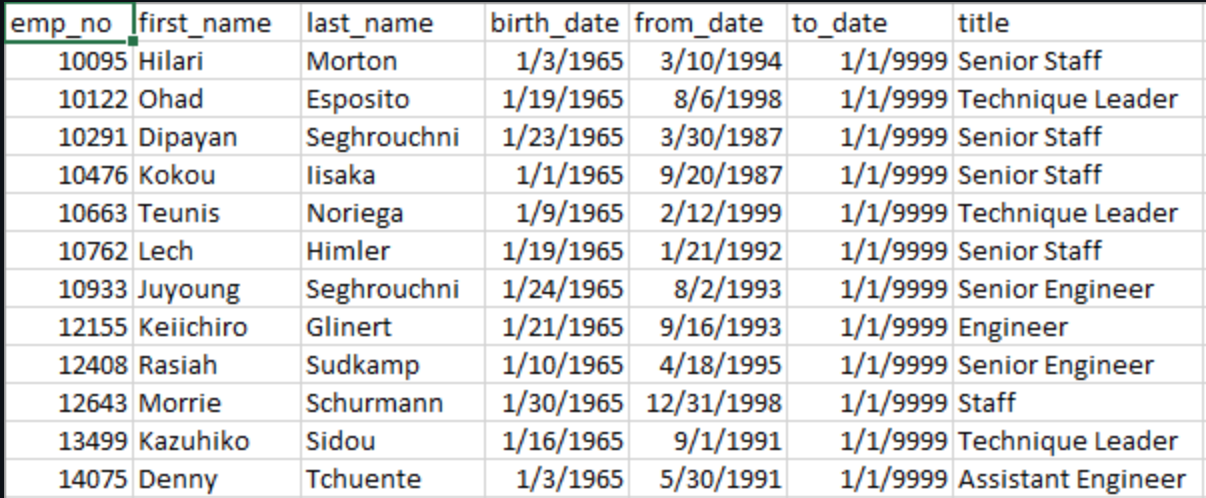 emp_no first_name last_name birth_date from_date to_date title
10095 Hilari Morton 1/3/1965 3/10/1994 1/1/9999 Senior Staff
10122 Ohad Esposito 1/19/1965 8/6/1998 1/1/9999 Technique Leader
10291 Dipayan Seghrouchni 1/23/1965 3/30/1987 1/1/9999 Senior Staff
10476 Kokou Iisaka 1/1/1965 9/20/1987 1/1/9999 Senior Staff
10663 Teunis Noriega 1/9/1965 2/12/1999 1/1/9999 Technique Leader
10762 Lech Himler 1/19/1965 1/21/1992 1/1/9999 Senior Staff
10933 Juyoung Seghrouchni 1/24/1965 8/2/1993 1/1/9999 Senior Engineer
12155 Keiichiro Glinert 1/21/1965 9/16/1993 1/1/9999 Engineer
12408 Rasiah Sudkamp 1/10/1965 4/18/1995 1/1/9999 Senior Engineer
12643 Morrie Schurmann 1/30/1965 12/31/1998 1/1/9999 Staff
13499 Kazuhiko Sidou 1/16/1965 9/1/1991 1/1/9999 Technique Leader
14075 Denny Tchuente 1/3/1965 5/30/1991 1/1/9999 Assistant Engineer